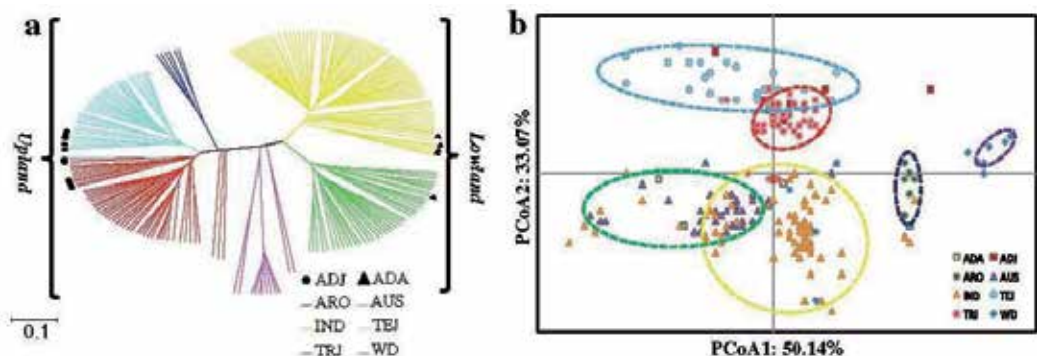 a
Upland
Lowland
ADJ ADA
ARO AUS
IND TEJ
TRJ WD
0.1
b
PCoA2: 33.07%
ADA ADJ
ARO AUS
IND TEJ
TRJ WD
PCoA1: 50.14%